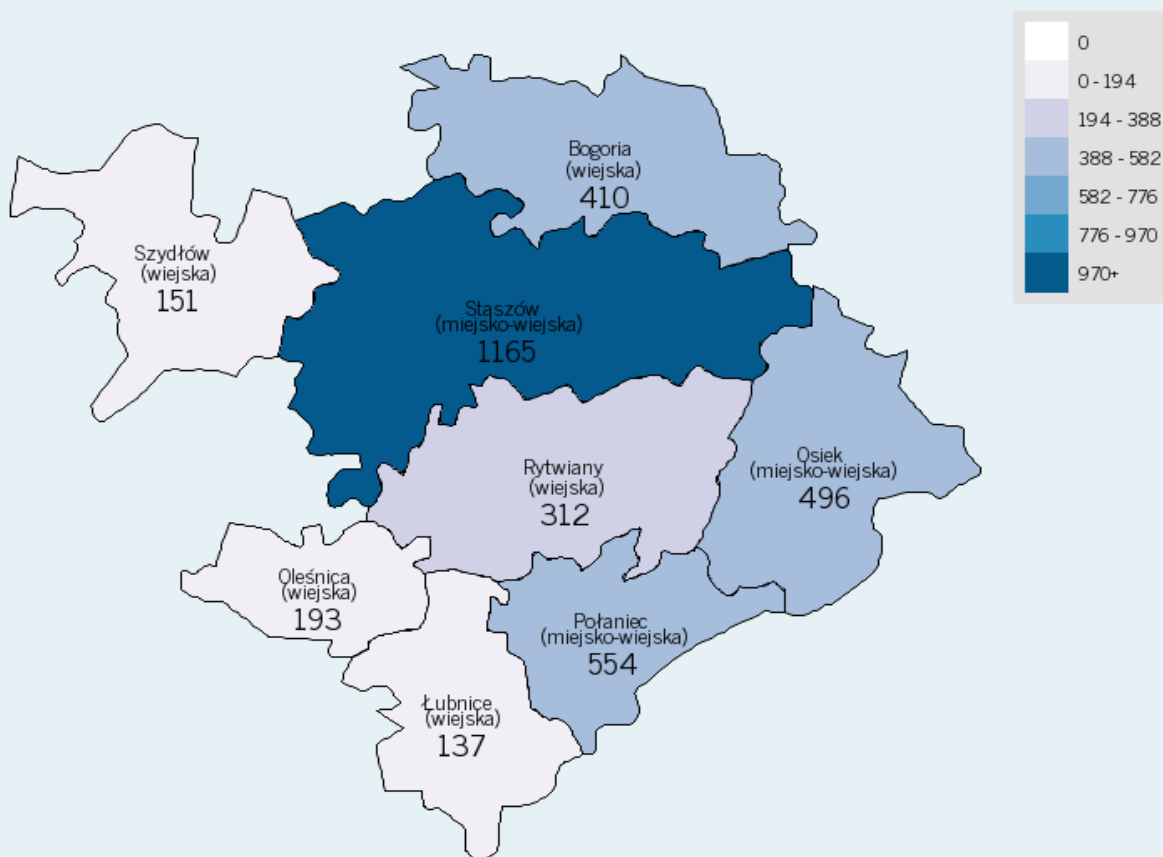 0
0 - 194
194 - 388
388 - 582
582 - 776
776 - 970
970+
Bogoria
(wiejska)
410
Szydłów
(wiejska)
151
Staszów
(miejsko-wiejska)
1165
Rytwiany
(wiejska)
312
Osiek
(miejsko-wiejska)
496
Oleśnica
(wiejska)
193
Połaniec
(miejsko-wiejska)
554
Łubnice
(wiejska)
137